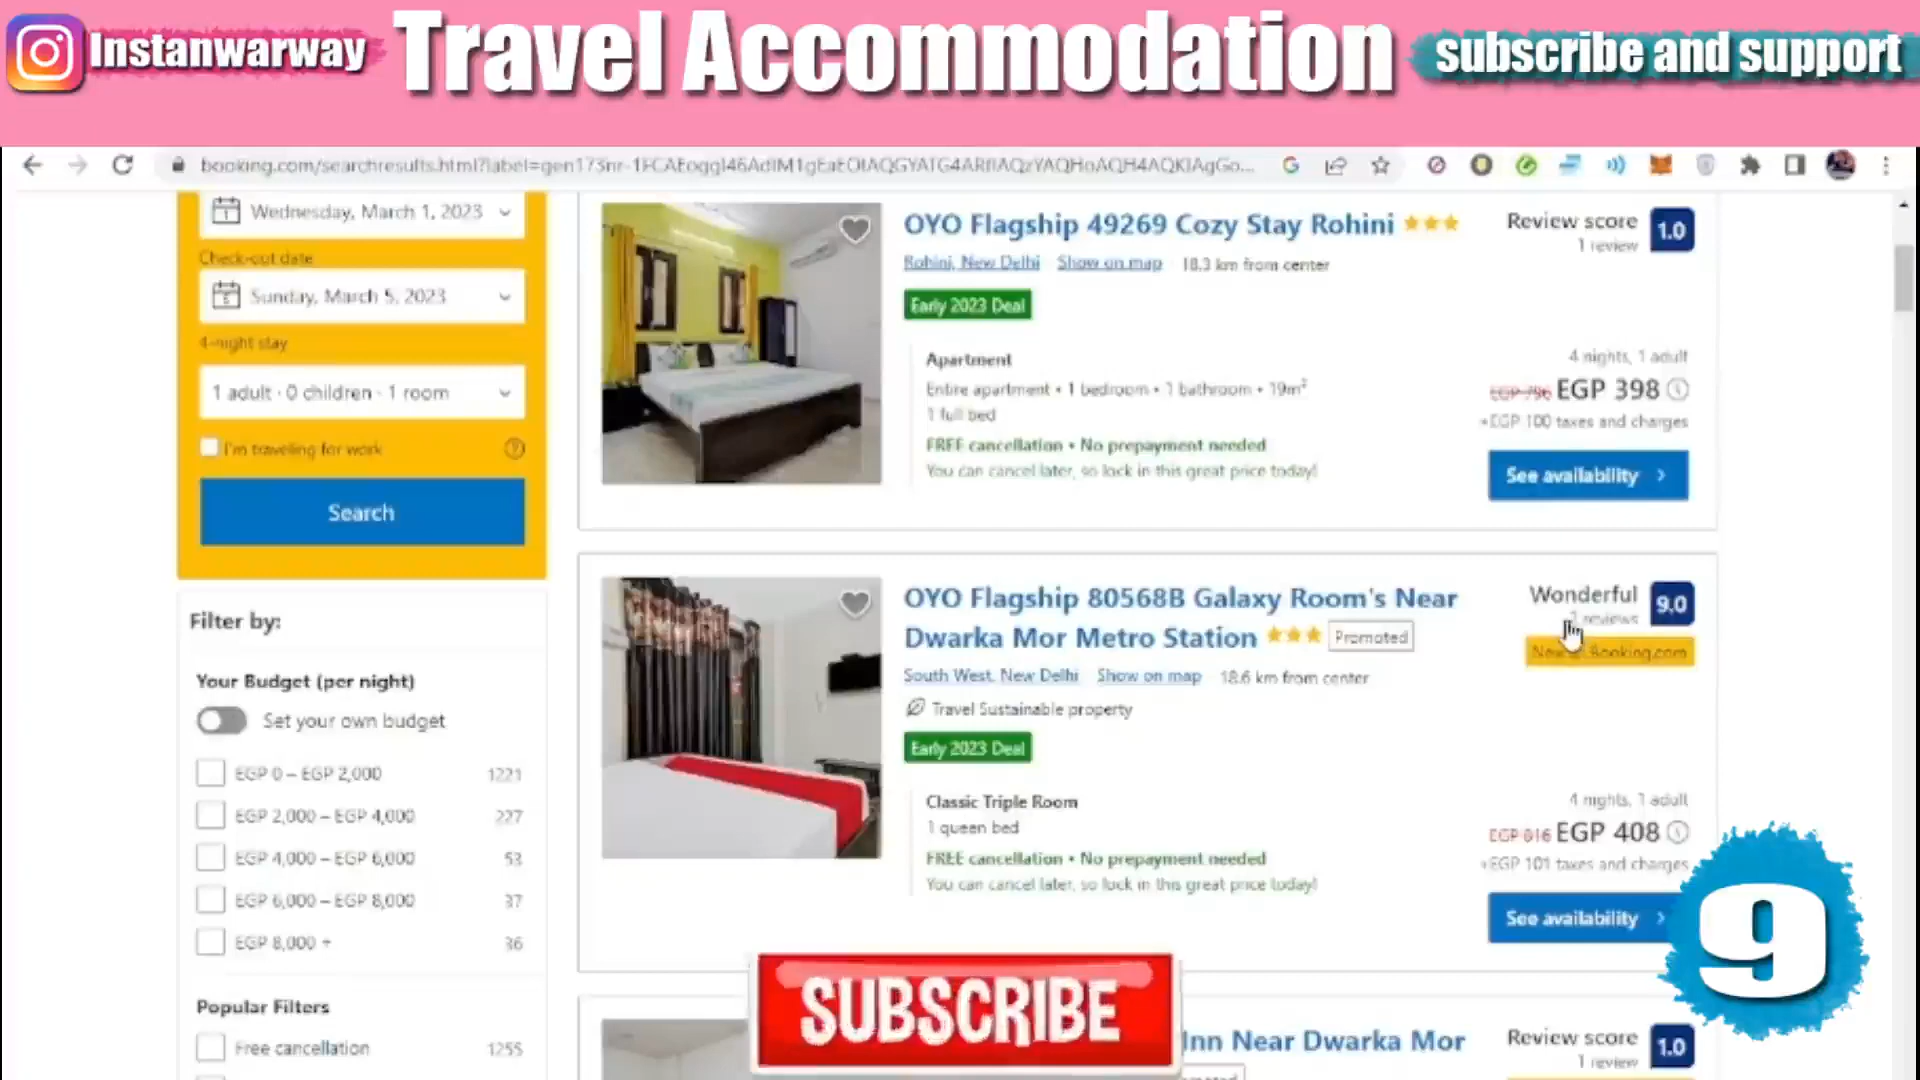 Instanwarway
Travel Accommodation
subscribe and support
Wednesday, March 1, 2023
Check-out date
Sunday, March 5, 2023
4-night stay
1 adult · 0 children · 1 room
I'm traveling for work
Search
Filter by:
Your Budget (per night)
Set your own budget
EGP 0 – EGP 2,000 1221
EGP 2,000 – EGP 4,000 227
EGP 4,000 – EGP 6,000 53
EGP 6,000 – EGP 8,000 37
EGP 8,000 + 36
Popular Filters
Free cancellation 1255
OYO Flagship 49269 Cozy Stay Rohini
Rohini, New Delhi Show on map 18.3 km from center
Early 2023 Deal
Apartment
Entire apartment • 1 bedroom • 1 bathroom • 19m²
1 full bed
FREE cancellation • No prepayment needed
You can cancel later, so lock in this great price today!
Review score 1.0
1 review
4 nights, 1 adult
EGP 796 EGP 398
+EGP 100 taxes and charges
See availability
OYO Flagship 80568B Galaxy Room's Near
Dwarka Mor Metro Station Promoted
South West, New Delhi Show on map 18.6 km from center
Travel Sustainable property
Early 2023 Deal
Classic Triple Room
1 queen bed
FREE cancellation • No prepayment needed
You can cancel later, so lock in this great price today!
Wonderful 9.0
reviews
Booking.com
4 nights, 1 adult
EGP 816 EGP 408
+EGP 101 taxes and charges
See availability
9
SUBSCRIBE
Inn Near Dwarka Mor
Review score 1.0
1 review